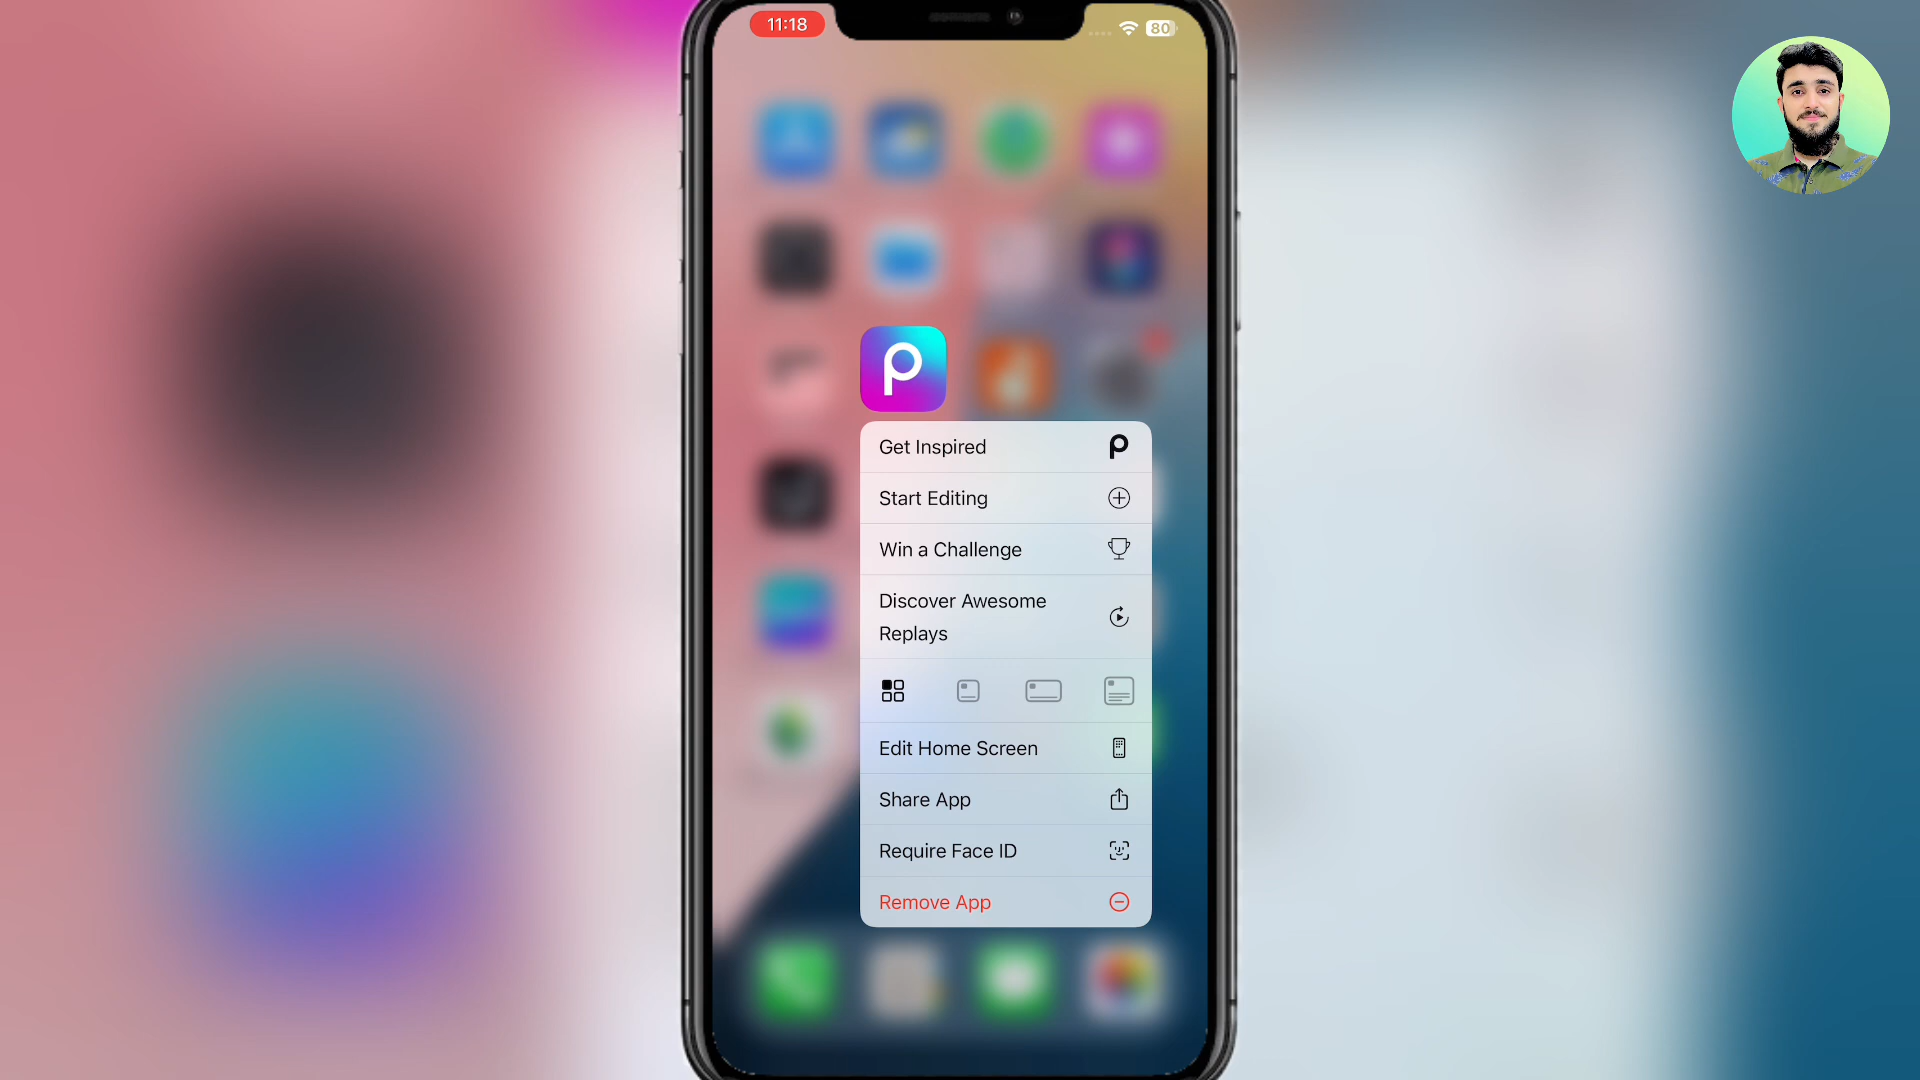 11:18
80
Get Inspired
Start Editing
Win a Challenge
Discover Awesome
Replays
Edit Home Screen
Share App
Require Face ID
Remove App